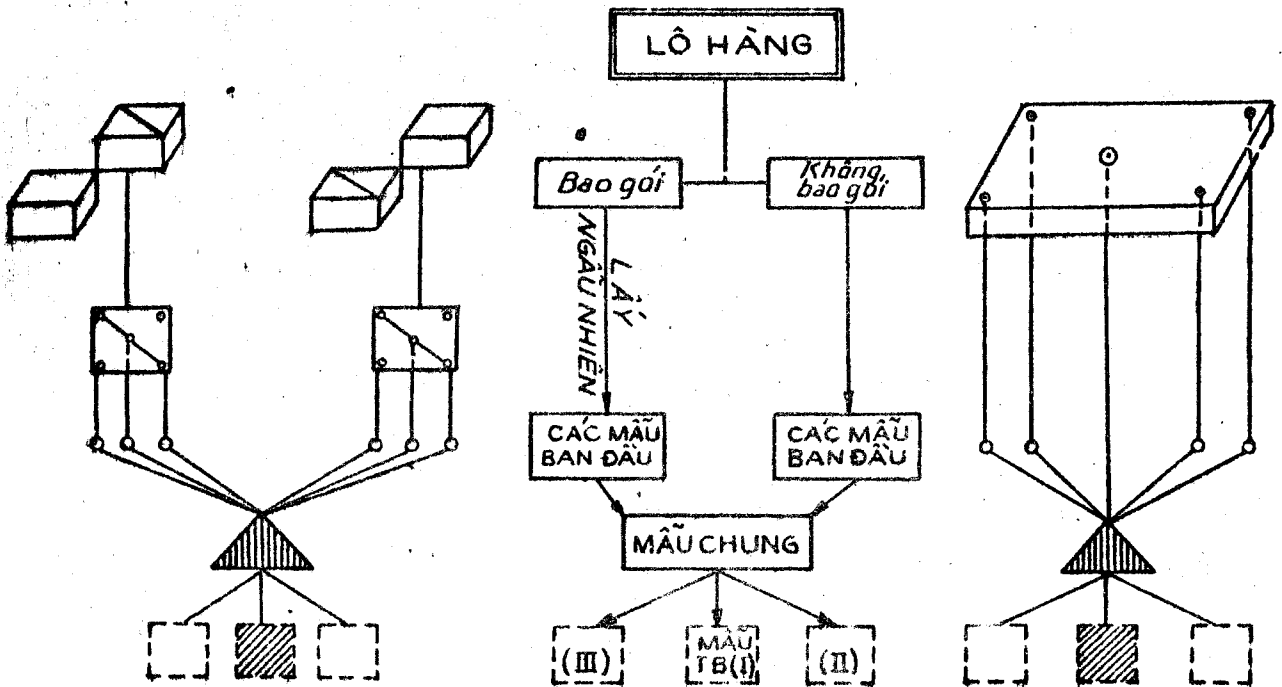 LÔ HÀNG
Bao gói
Không
bao gói
LẤY
NGẪU NHIÊN
CÁC MẪU
BAN ĐẦU
CÁC MẪU
BAN ĐẦU
MẪU CHUNG
(III)
MẪU
TB(I)
(II)